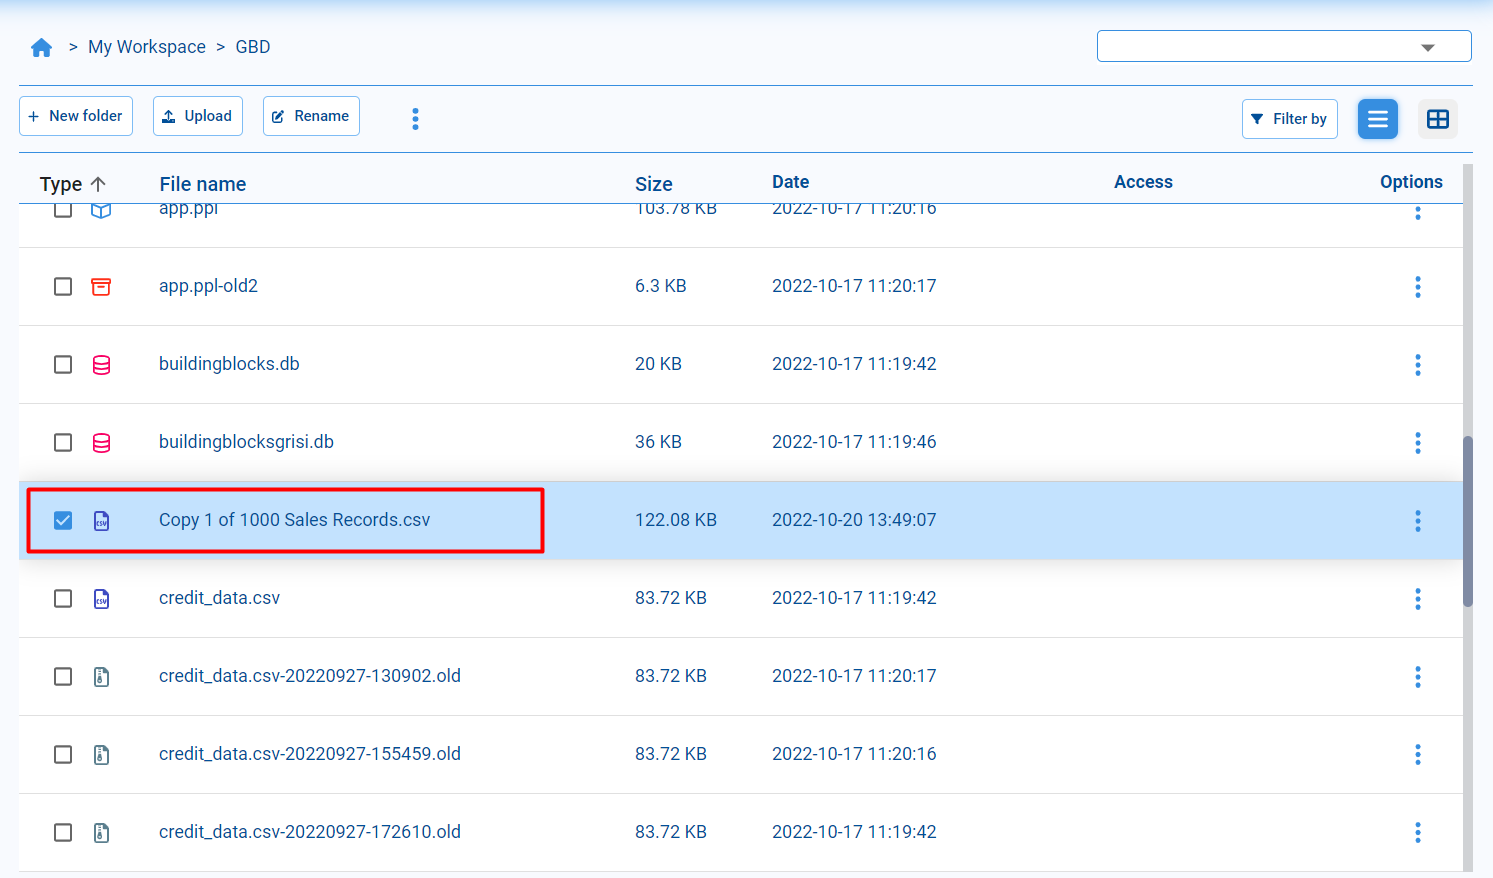 > My Workspace > GBD
+ New folder Upload Rename Filter by
Type File name Size Date Access Options
app.ppl 103.78 KB 2022-10-17 11:20:16
app.ppl-old2 6.3 KB 2022-10-17 11:20:17
buildingblocks.db 20 KB 2022-10-17 11:19:42
buildingblocksgrisi.db 36 KB 2022-10-17 11:19:46
CSV Copy 1 of 1000 Sales Records.csv 122.08 KB 2022-10-20 13:49:07
CSV credit_data.csv 83.72 KB 2022-10-17 11:19:42
credit_data.csv-20220927-130902.old 83.72 KB 2022-10-17 11:20:17
credit_data.csv-20220927-155459.old 83.72 KB 2022-10-17 11:20:16
credit_data.csv-20220927-172610.old 83.72 KB 2022-10-17 11:19:42